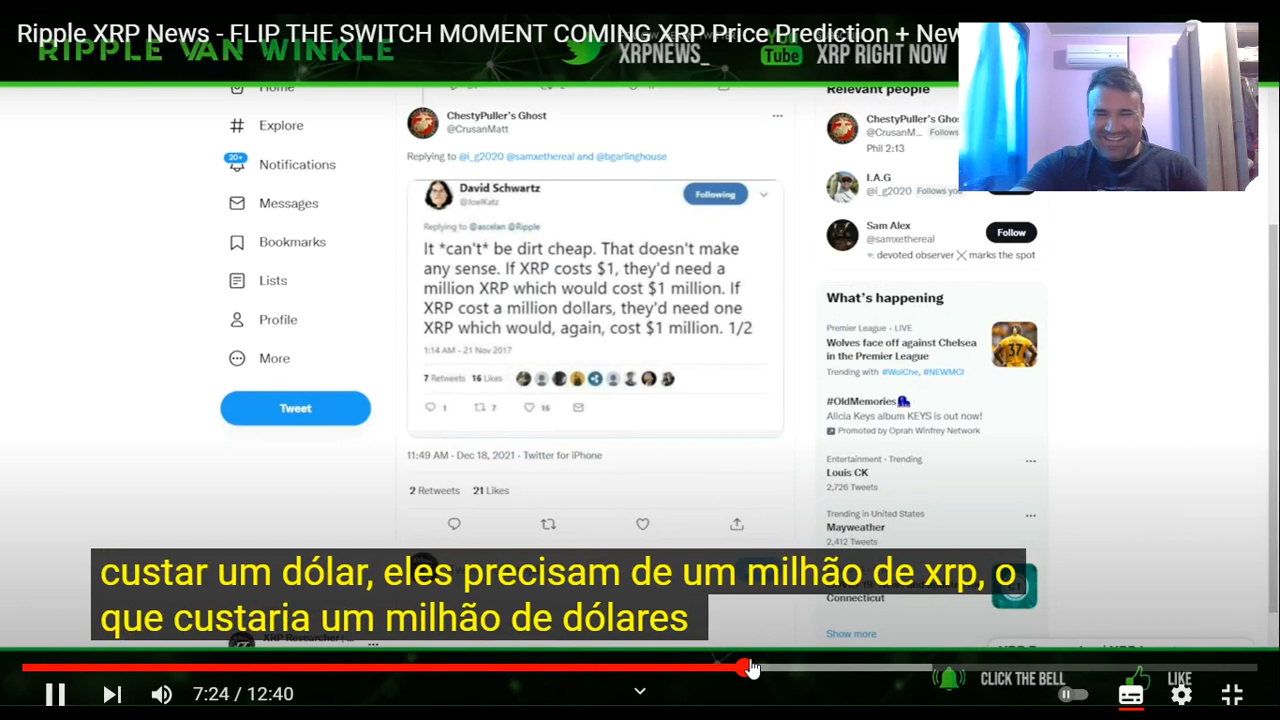 Ripple XRP News - FLIP THE SWITCH MOMENT COMING XRP Price Prediction + New
RIPPLE VAN WINKLE
XRPNEWS_
Tube
XRP RIGHT NOW
Home
Explore
20+
Notifications
Messages
Bookmarks
Lists
Profile
More
Tweet
ChestyPuller's Ghost
@CrusanMatt
Replying to @i_g2020 @samxethereal and @bgarlinghouse
David Schwartz
@JoelKatz
Following
Replying to @ascelan @Ripple
It *can't* be dirt cheap. That doesn't make
any sense. If XRP costs $1, they'd need a
million XRP which would cost $1 million. If
XRP cost a million dollars, they'd need one
XRP which would, again, cost $1 million. 1/2
1:14 AM - 21 Nov 2017
7 Retweets 16 Likes
1 7 16
11:49 AM · Dec 18, 2021 · Twitter for iPhone
2 Retweets 21 Likes
Relevant people
ChestyPuller's Gho
@CrusanM... Follows
Phil 2:13
I.A.G
@i_g2020 Follows you
Sam Alex
@samxethereal
Follow
devoted observer marks the spot
What's happening
Premier League · LIVE
Wolves face off against Chelsea
in the Premier League
Trending with #WolChe, #NEWMCI
37
#OldMemories
Alicia Keys album KEYS is out now!
Promoted by Oprah Winfrey Network
Entertainment · Trending
Louis CK
2,726 Tweets
Trending in United States
Mayweather
2,412 Tweets
Connecticut
Show more
custar um dólar, eles precisam de um milhão de xrp, o
que custaria um milhão de dólares
XRP Researcher
CLICK THE BELL
LIKE
7:24 / 12:40